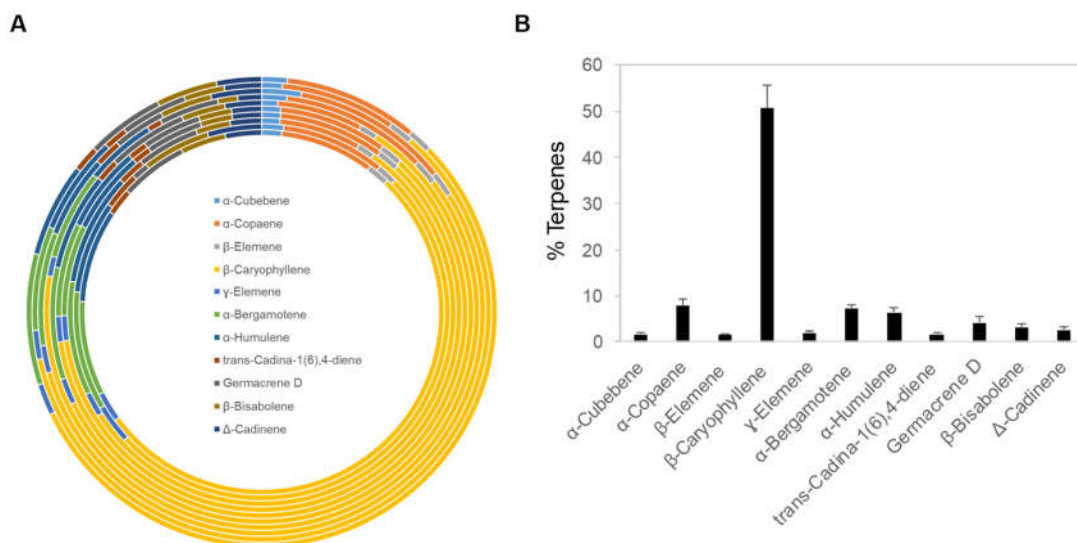 A
α-Cubebene
α-Copaene
β-Elemene
β-Caryophyllene
ɣ-Elemene
α-Bergamotene
α-Humulene
trans-Cadina-1(6),4-diene
Germacrene D
β-Bisabolene
Δ-Cadinene
B
% Terpenes
60
50
40
30
20
10
0
α-Cubebene
α-Copaene
β-Elemene
β-Caryophyllene
ɣ-Elemene
α-Bergamotene
α-Humulene
trans-Cadina-1(6),4-diene
Germacrene D
β-Bisabolene
Δ-Cadinene